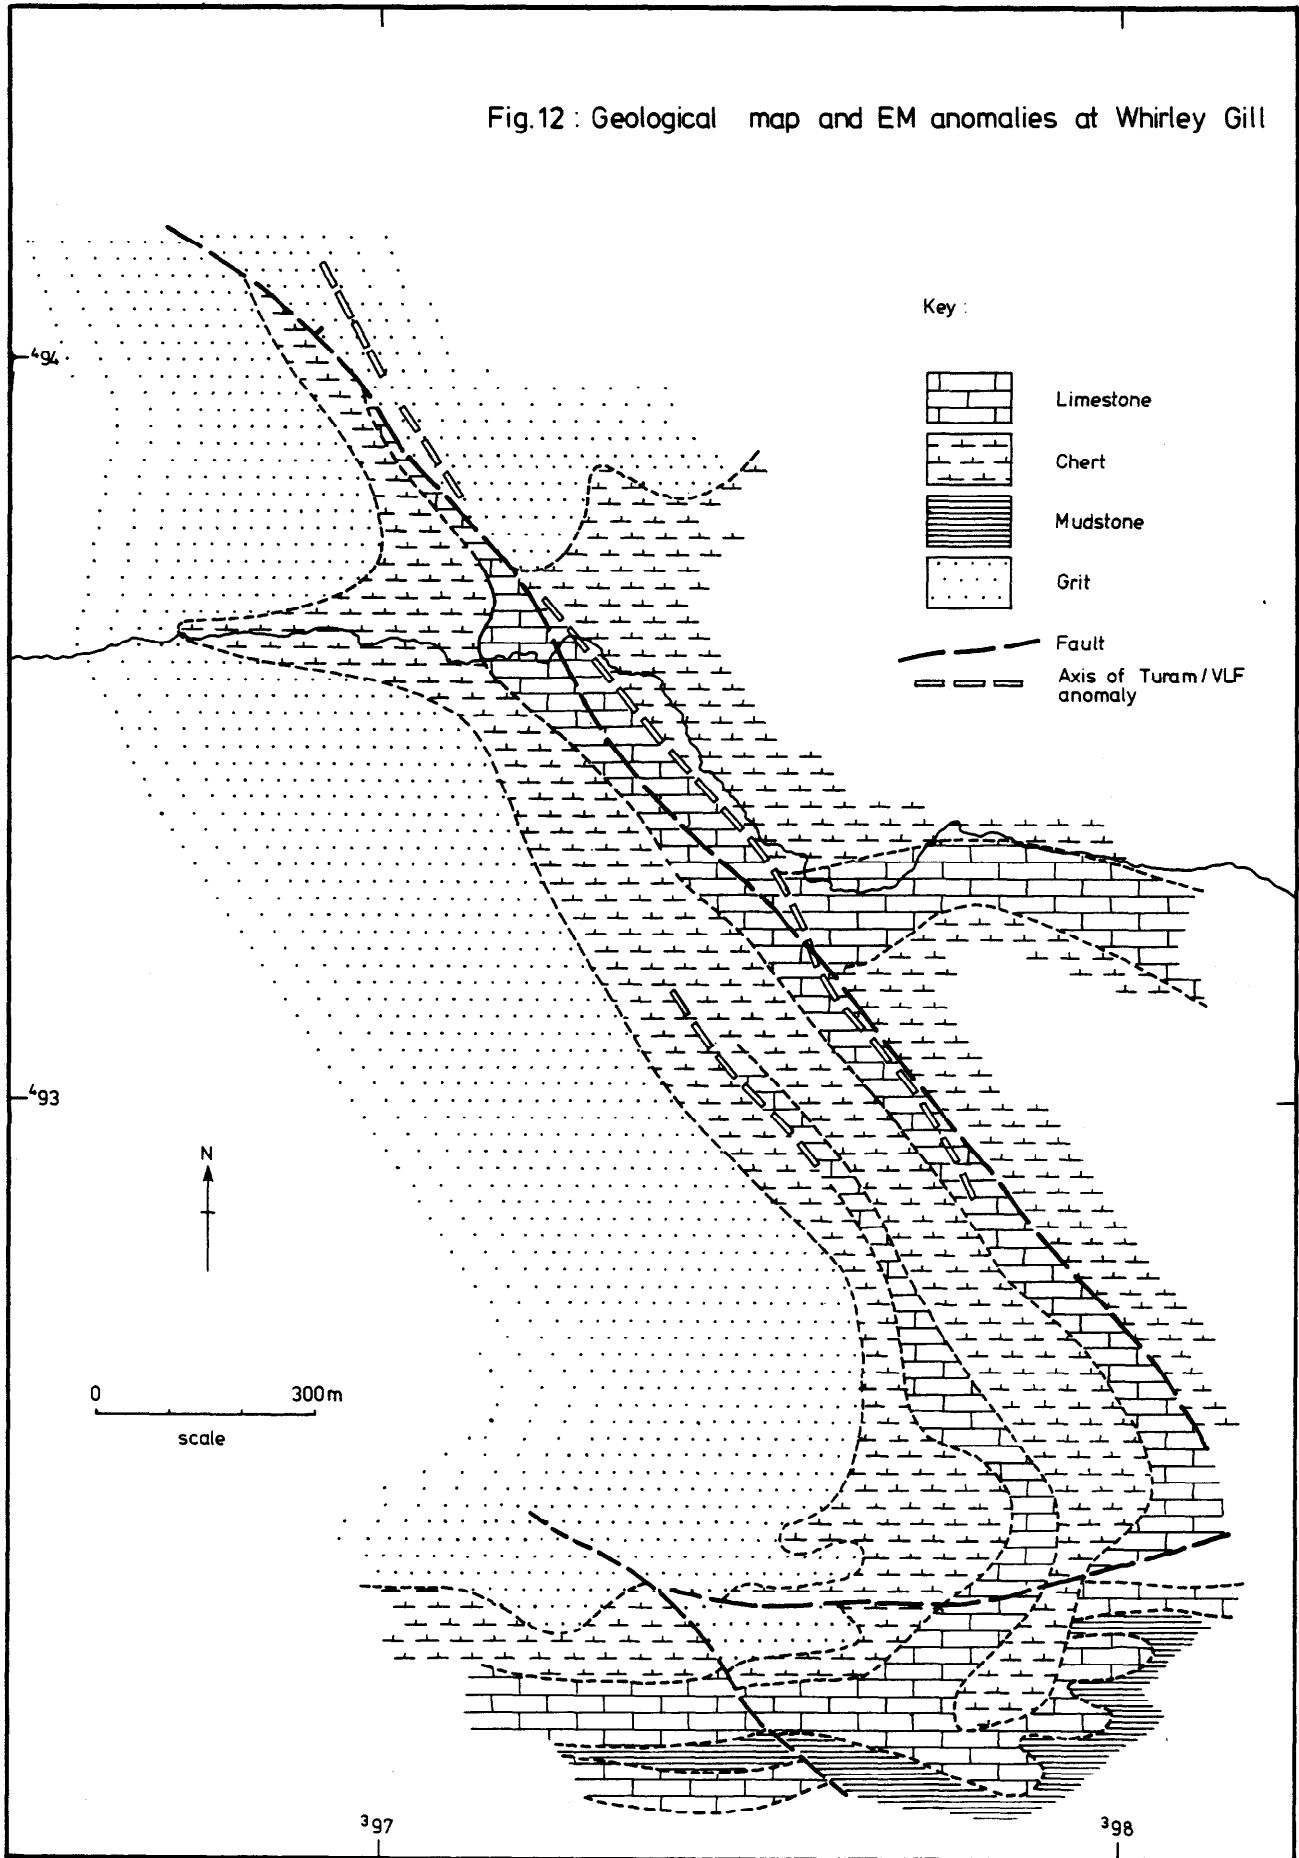 Fig.12 : Geological map and EM anomalies at Whirley Gill
Key :
494
Limestone
Chert
Mudstone
Grit
Fault
Axis of Turam / VLF
anomaly
493
N
0 300m
scale
397 398